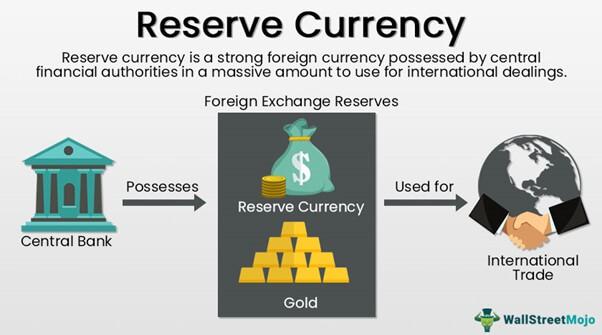 Reserve Currency
Reserve currency is a strong foreign currency possessed by central
financial authorities in a massive amount to use for international dealings.
Foreign Exchange Reserves
Possesses
Used for
$
Reserve Currency
Central Bank
International
Trade
Gold
WallStreetMojo